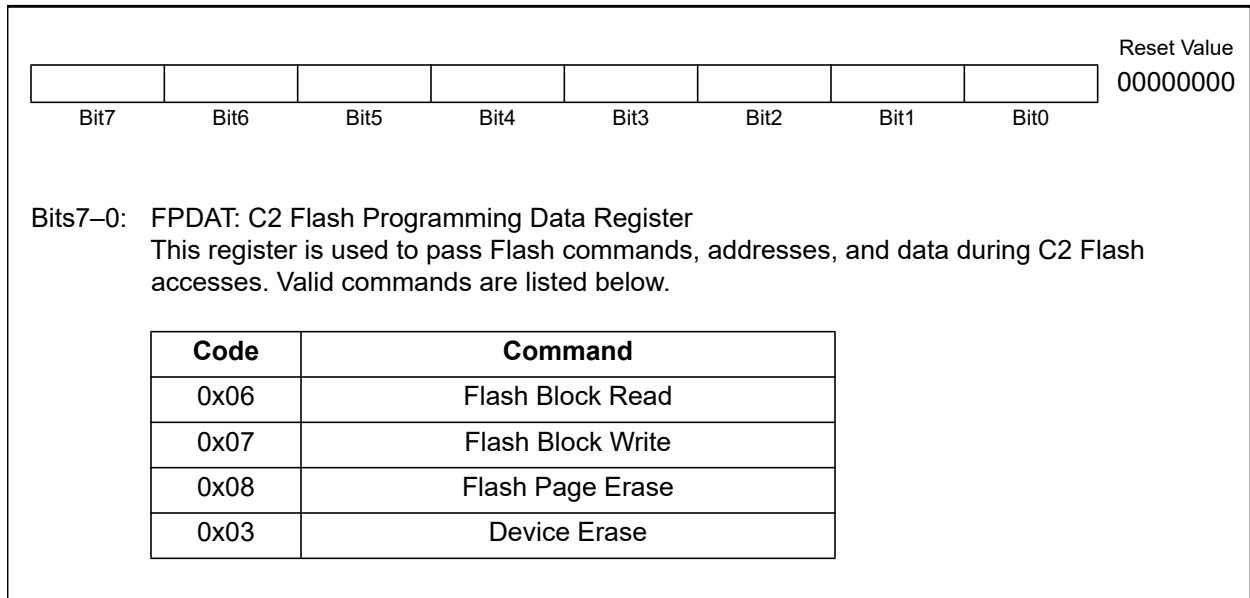 Reset Value
00000000
Bit7 Bit6 Bit5 Bit4 Bit3 Bit2 Bit1 Bit0
Bits7–0: FPDAT: C2 Flash Programming Data Register
This register is used to pass Flash commands, addresses, and data during C2 Flash
accesses. Valid commands are listed below.
Code Command
0x06 Flash Block Read
0x07 Flash Block Write
0x08 Flash Page Erase
0x03 Device Erase